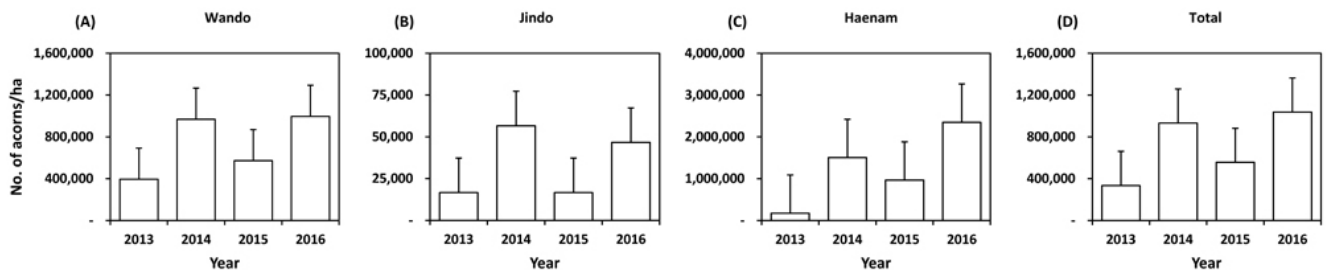 (A) Wando
No. of acorns/ha
1,600,000
1,200,000
800,000
400,000
-
2013 2014 2015 2016
Year
(B) Jindo
100,000
75,000
50,000
25,000
-
2013 2014 2015 2016
Year
(C) Haenam
4,000,000
3,000,000
2,000,000
1,000,000
-
2013 2014 2015 2016
Year
(D) Total
1,600,000
1,200,000
800,000
400,000
-
2013 2014 2015 2016
Year